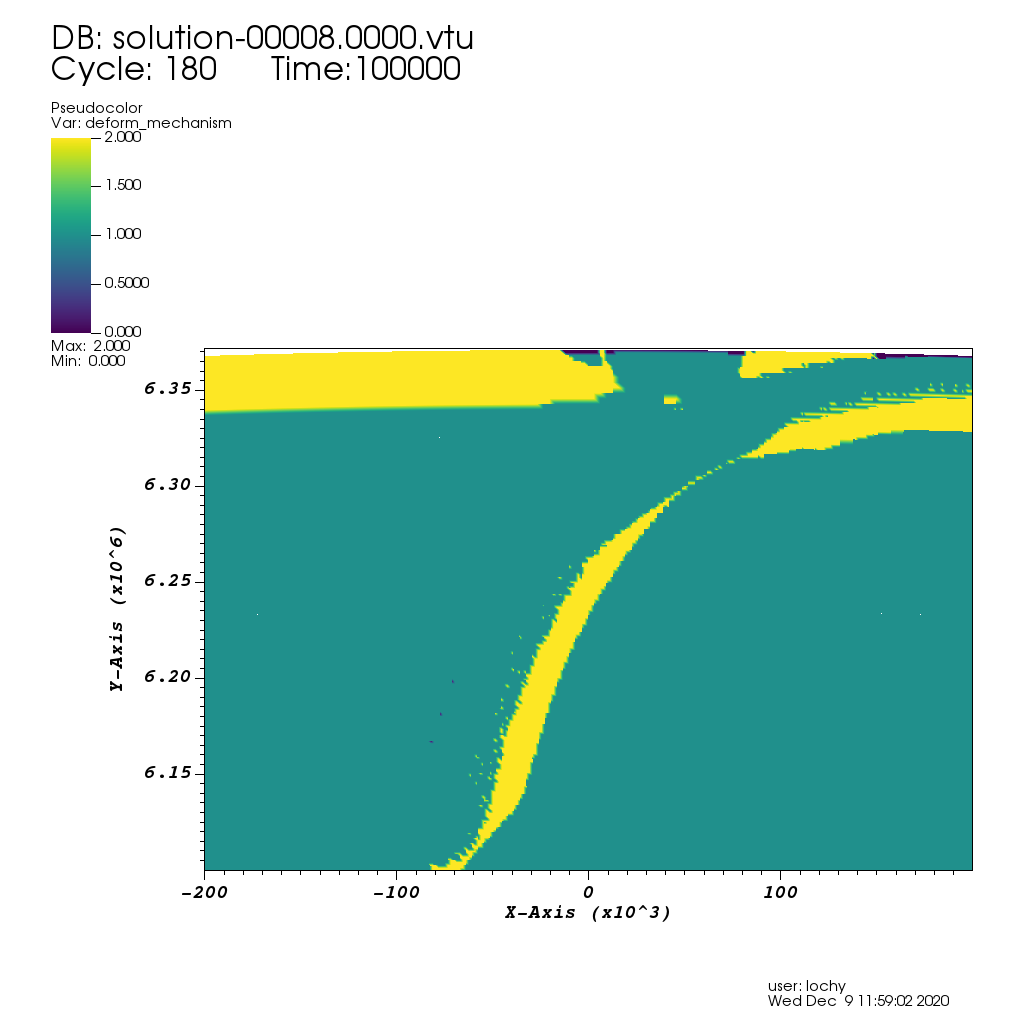 DB: solution-00008.0000.vtu
Cycle: 180 Time:100000
Pseudocolor
Var: deform_mechanism
2.000
1.500
1.000
0.5000
0.000
Max: 2.000
Min: 0.000
6.35
6.30
6.25
6.20
6.15
Y-Axis (x10^6)
-200
-100
0
100
X-Axis (x10^3)
user: lochy
Wed Dec 9 11:59:02 2020